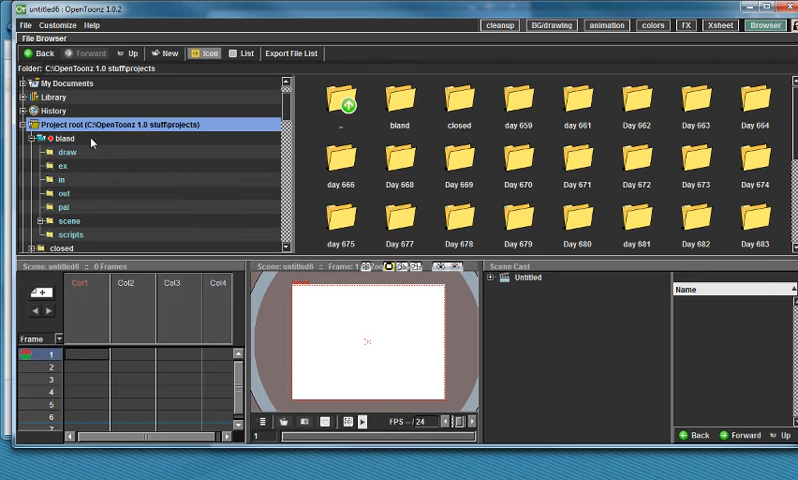 untitled6 : OpenToonz 1.0.2
File Customize Help
cleanup BG/drawing animation colors FX Xsheet Browser
File Browser
Back Forward Up New Icon List Export File List
Folder: C:\OpenToonz 1.0 stuff\projects
My Documents
Library
History
Project root (C:\OpenToonz 1.0 stuff\projects)
bland
draw
ex
in
out
pal
scene
scripts
closed
.. bland closed day 659 day 661 Day 662 Day 663 Day 664
day 666 Day 668 Day 669 Day 670 Day 671 Day 672 Day 673 Day 674
day 675 Day 677 Day 678 Day 679 Day 680 day 681 Day 682 Day 683
Scene: untitled6 :: 0 Frames
Col1 Col2 Col3 Col4
Frame
1
2
3
4
5
6
7
Scene: untitled6 :: Frame: 1
FPS -- / 24
1
Scene Cast
Untitled
Name
Back Forward Up